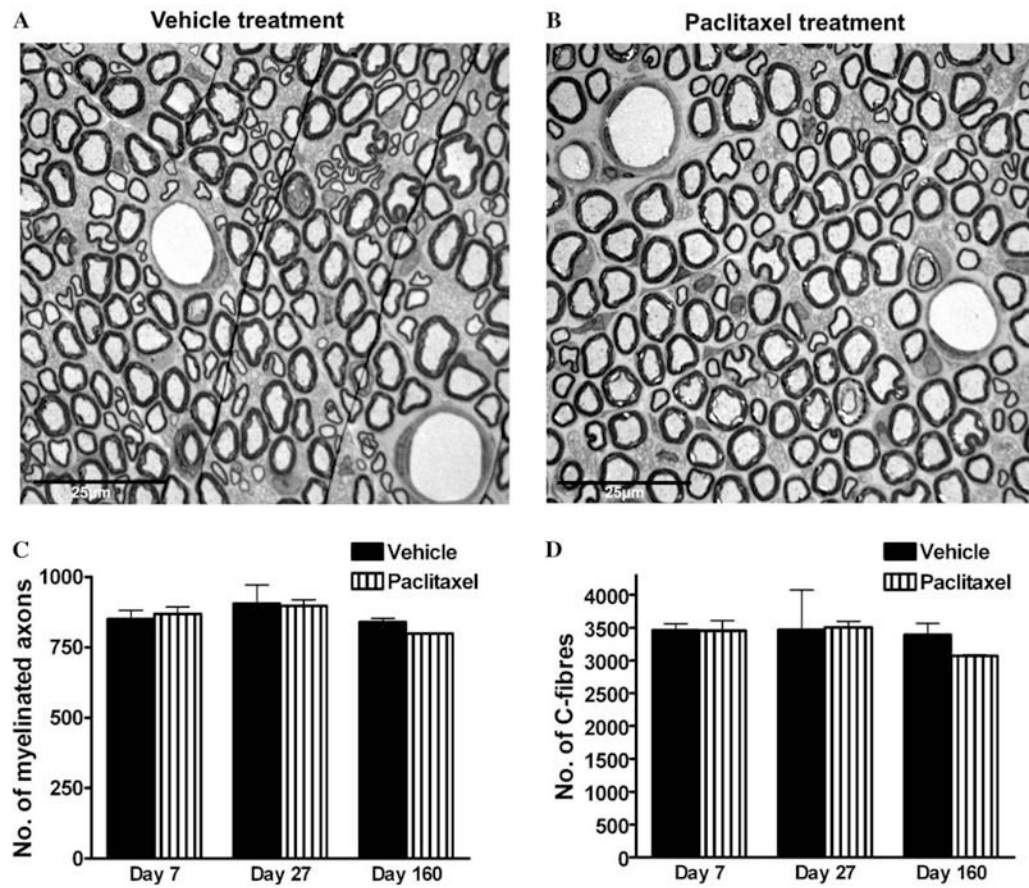 A Vehicle treatment
B Paclitaxel treatment
25µm
25µm
C
Vehicle
Paclitaxel
No. of myelinated axons
1000
750
500
250
0
Day 7 Day 27 Day 160
D
Vehicle
Paclitaxel
No. of C-fibres
4000
3500
3000
2500
2000
1500
1000
500
0
Day 7 Day 27 Day 160